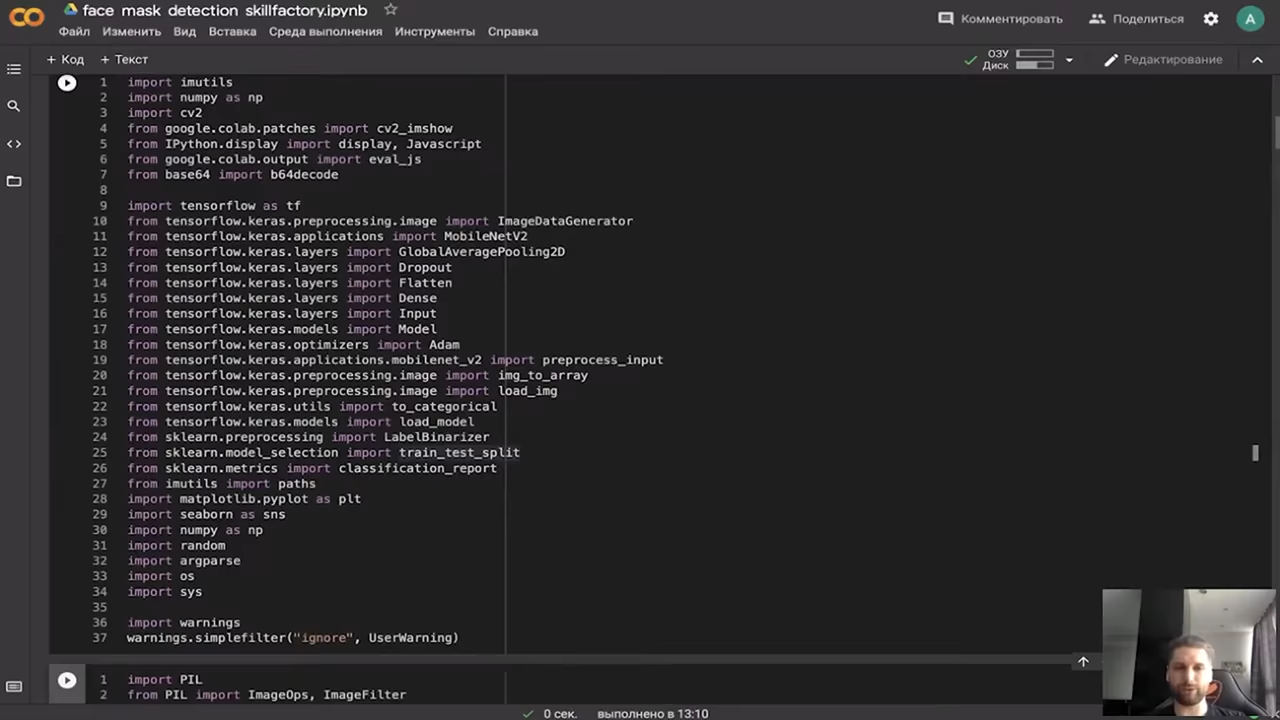 face mask detection skillfactory.ipynb
Файл Изменить Вид Вставка Среда выполнения Инструменты Справка
Комментировать Поделиться A
+ Код + Текст
ОЗУ
Диск
Редактирование
1 import imutils
2 import numpy as np
3 import cv2
4 from google.colab.patches import cv2_imshow
5 from IPython.display import display, Javascript
6 from google.colab.output import eval_js
7 from base64 import b64decode
8
9 import tensorflow as tf
10 from tensorflow.keras.preprocessing.image import ImageDataGenerator
11 from tensorflow.keras.applications import MobileNetV2
12 from tensorflow.keras.layers import GlobalAveragePooling2D
13 from tensorflow.keras.layers import Dropout
14 from tensorflow.keras.layers import Flatten
15 from tensorflow.keras.layers import Dense
16 from tensorflow.keras.layers import Input
17 from tensorflow.keras.models import Model
18 from tensorflow.keras.optimizers import Adam
19 from tensorflow.keras.applications.mobilenet_v2 import preprocess_input
20 from tensorflow.keras.preprocessing.image import img_to_array
21 from tensorflow.keras.preprocessing.image import load_img
22 from tensorflow.keras.utils import to_categorical
23 from tensorflow.keras.models import load_model
24 from sklearn.preprocessing import LabelBinarizer
25 from sklearn.model_selection import train_test_split
26 from sklearn.metrics import classification_report
27 from imutils import paths
28 import matplotlib.pyplot as plt
29 import seaborn as sns
30 import numpy as np
31 import random
32 import argparse
33 import os
34 import sys
35
36 import warnings
37 warnings.simplefilter("ignore", UserWarning)
1 import PIL
2 from PIL import ImageOps, ImageFilter
0 сек. выполнено в 13:10